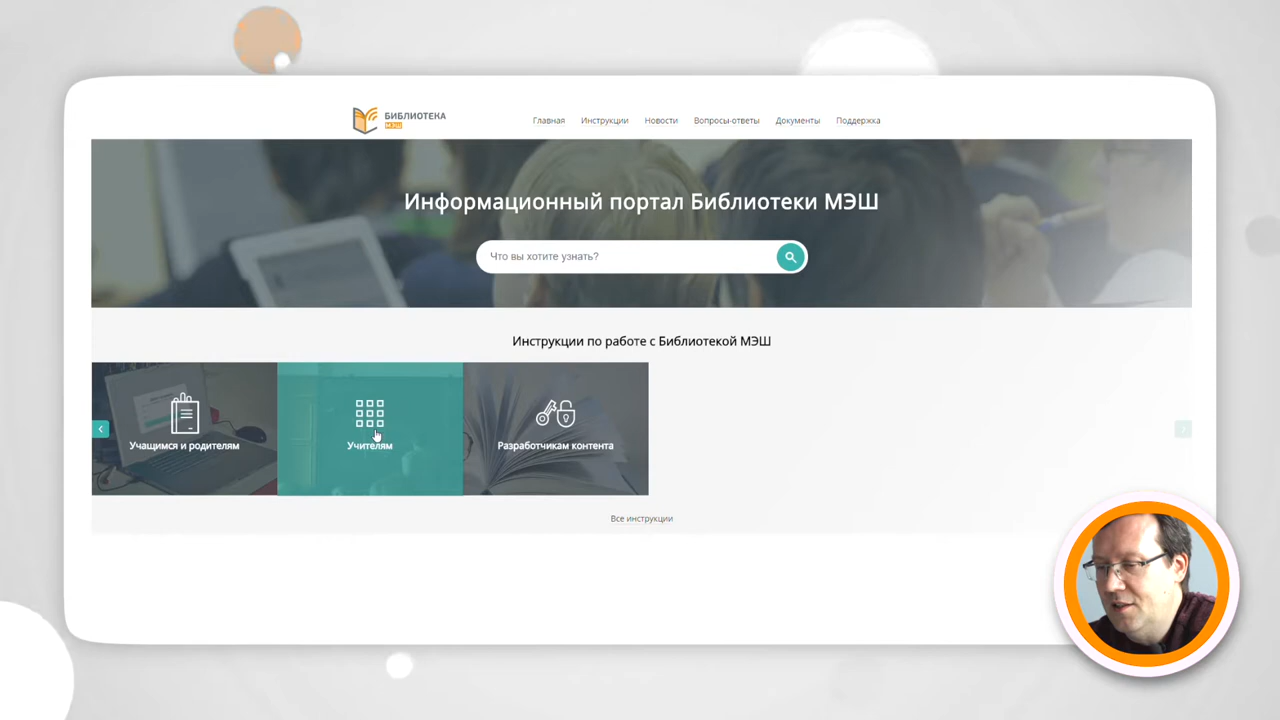 БИБЛИОТЕКА
МЭШ
Главная Инструкции Новости Вопросы-ответы Документы Поддержка
Информационный портал Библиотеки МЭШ
Что вы хотите узнать?
Инструкции по работе с Библиотекой МЭШ
Учащимся и родителям
Учителям
Разработчикам контента
Все инструкции